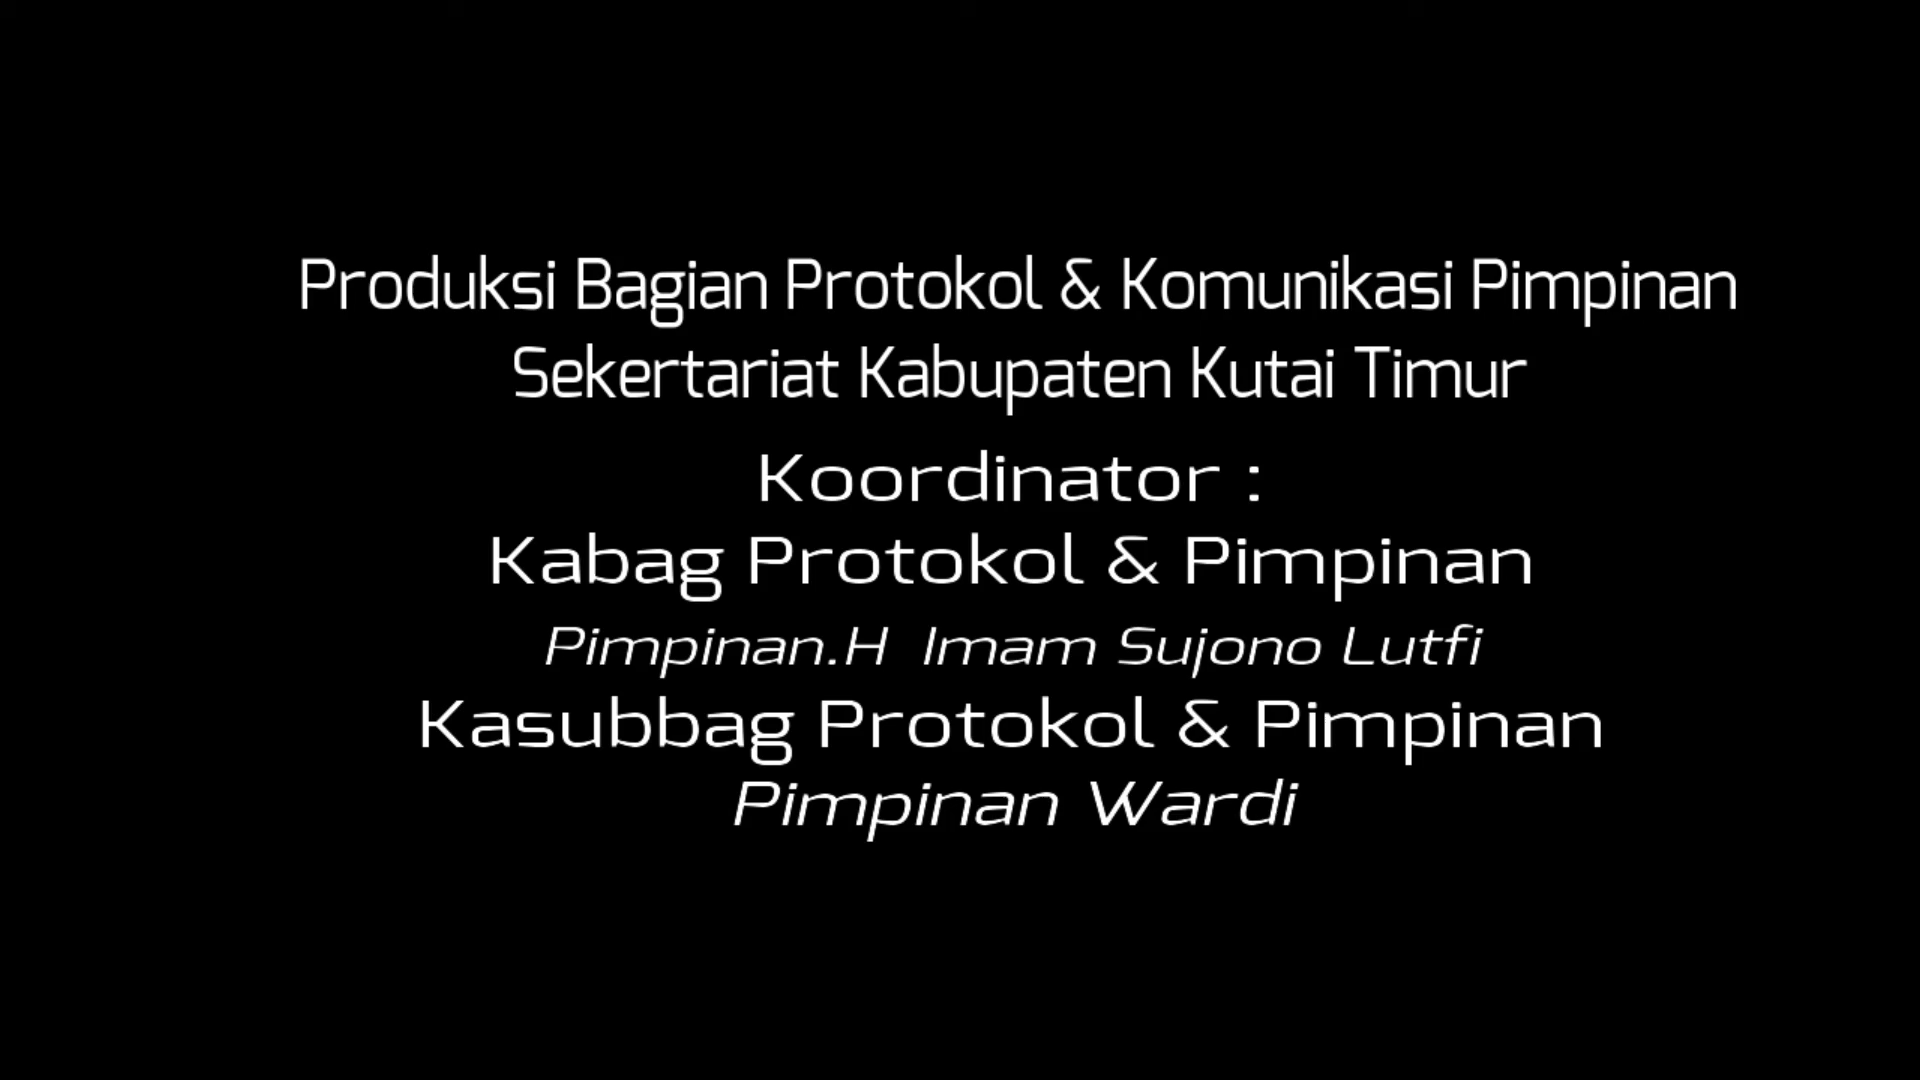 Produksi Bagian Protokol & Komunikasi Pimpinan
Sekertariat Kabupaten Kutai Timur
Koordinator :
Kabag Protokol & Pimpinan
Pimpinan.H Imam Sujono Lutfi
Kasubbag Protokol & Pimpinan
Pimpinan Wardi